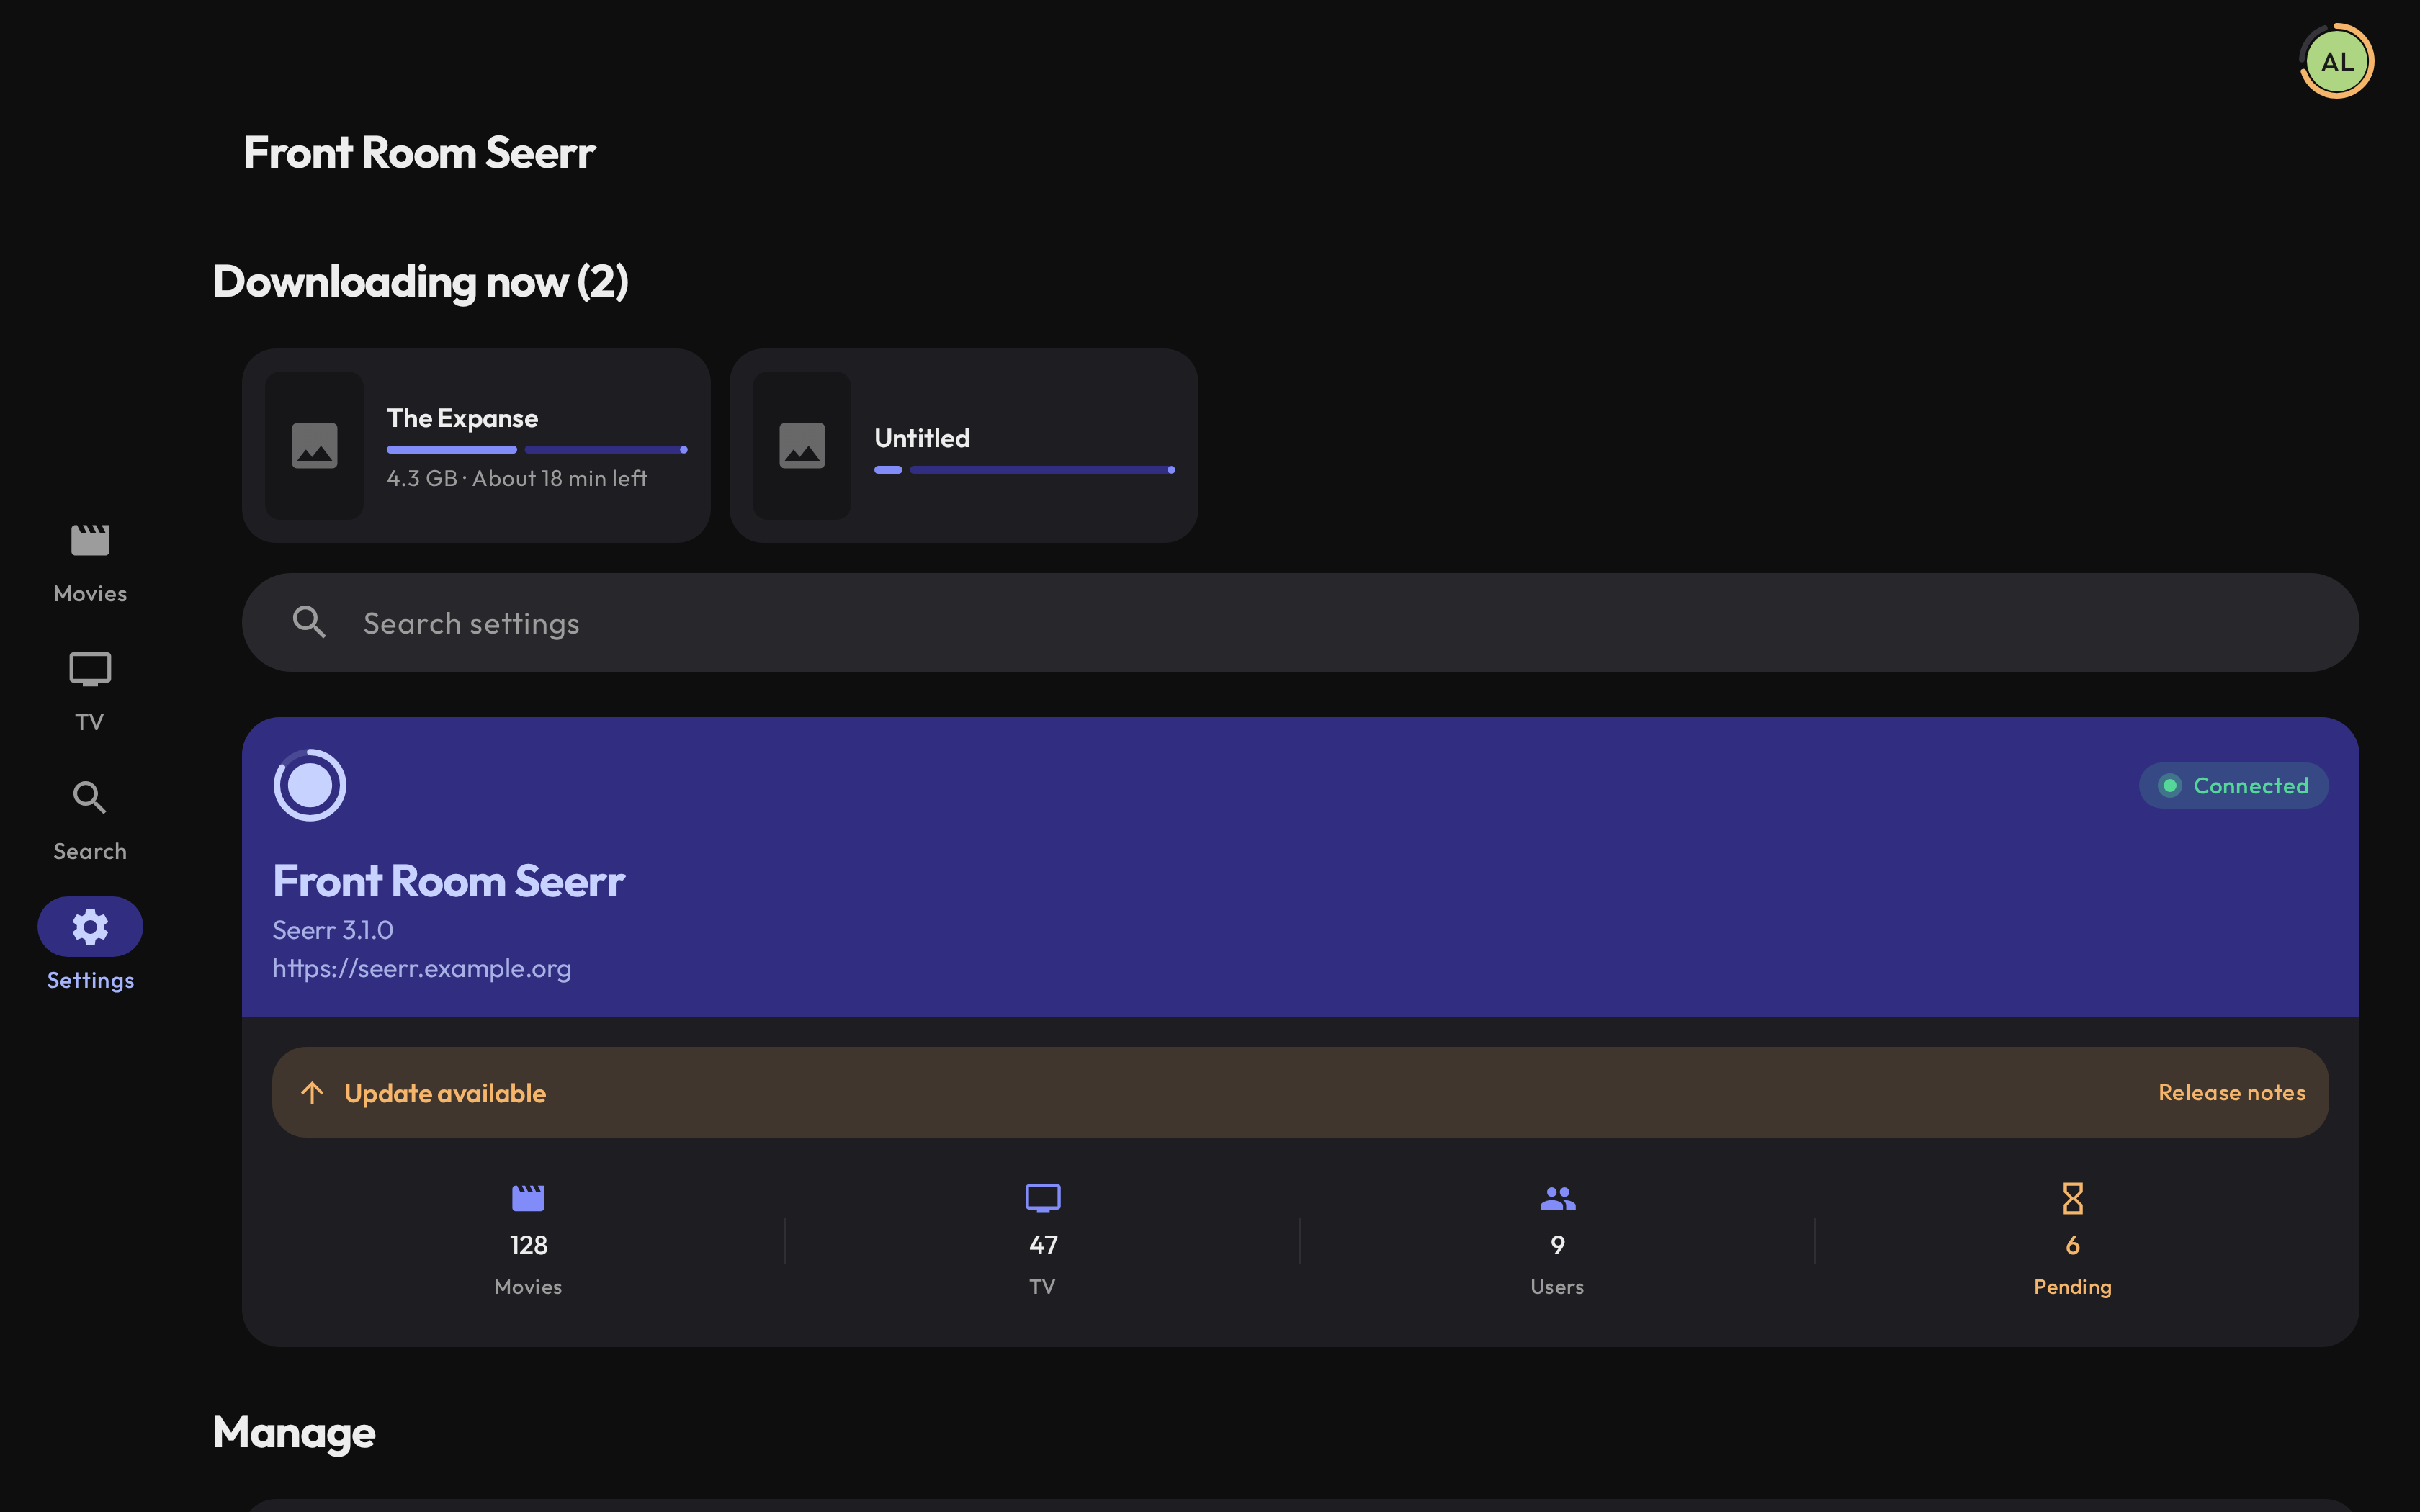 AL
Front Room Seerr
Downloading now (2)
The Expanse
4.3 GB · About 18 min left
Untitled
Search settings
Movies
TV
Search
Settings
Connected
Front Room Seerr
Seerr 3.1.0
https://seerr.example.org
Update available
Release notes
128
Movies
47
TV
9
Users
6
Pending
Manage